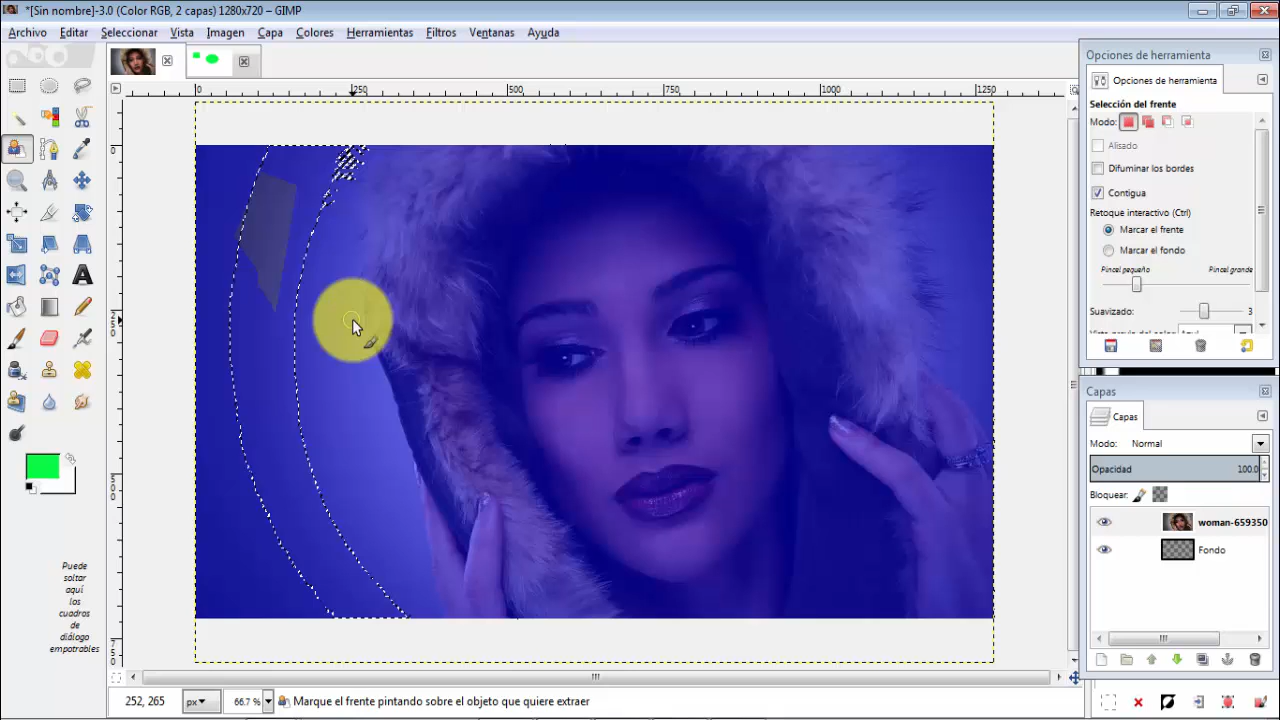 *[Sin nombre]-3.0 (Color RGB, 2 capas) 1280x720 – GIMP
Archivo Editar Seleccionar Vista Imagen Capa Colores Herramientas Filtros Ventanas Ayuda
0 250 500 750 1000 1250
0
250
500
750
Puede
soltar
aquí
los
cuadros
de
diálogo
empotrables
252, 265 px 66.7 % Marque el frente pintando sobre el objeto que quiere extraer
Opciones de herramienta
Opciones de herramienta
Selección del frente
Modo:
Alisado
Difuminar los bordes
Contigua
Retoque interactivo (Ctrl)
Marcar el frente
Marcar el fondo
Pincel pequeño Pincel grande
Suavizado: 3
Capas
Capas
Modo: Normal
Opacidad 100.0
Bloquear:
woman-659350
Fondo